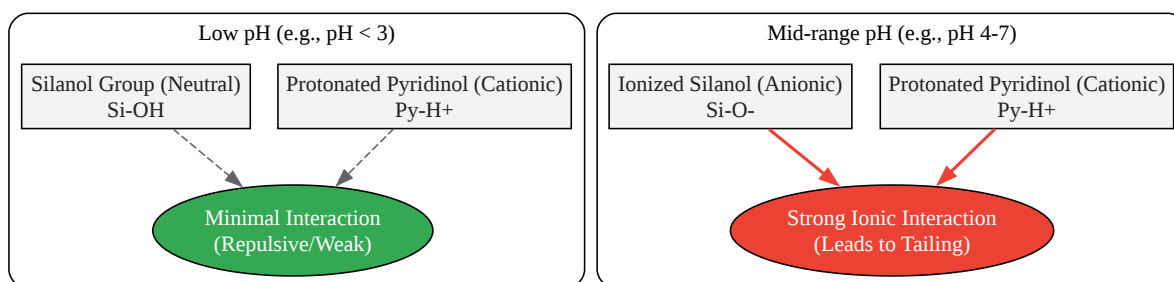 Low pH (e.g., pH < 3)
Silanol Group (Neutral)
Si-OH
Protonated Pyridinol (Cationic)
Py-H+
Minimal Interaction
(Repulsive/Weak)
Mid-range pH (e.g., pH 4-7)
Ionized Silanol (Anionic)
Si-O-
Protonated Pyridinol (Cationic)
Py-H+
Strong Ionic Interaction
(Leads to Tailing)